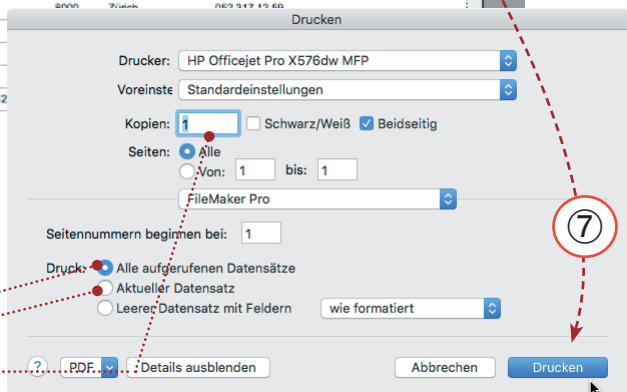 8000 Zürich 052 317 12 59
Drucken
Drucker: HP Officejet Pro X576dw MFP
Voreinste Standardeinstellungen
Kopien: 1 Schwarz/Weiß Beidseitig
Seiten: Alle
Von: 1 bis: 1
FileMaker Pro
Seitennummern beginnen bei: 1
Druck: Alle aufgerufenen Datensätze
Aktueller Datensatz
Leerer Datensatz mit Feldern wie formatiert
? PDF Details ausblenden Abbrechen Drucken
7